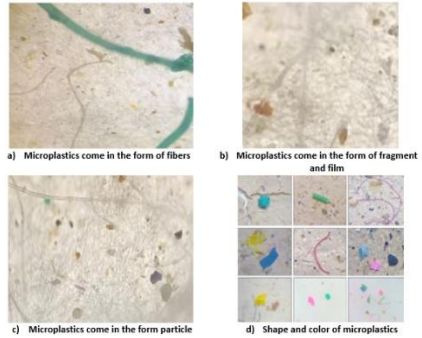 a) Microplastics come in the form of fibers
b) Microplastics come in the form of fragment
and film
c) Microplastics come in the form particle
d) Shape and color of microplastics